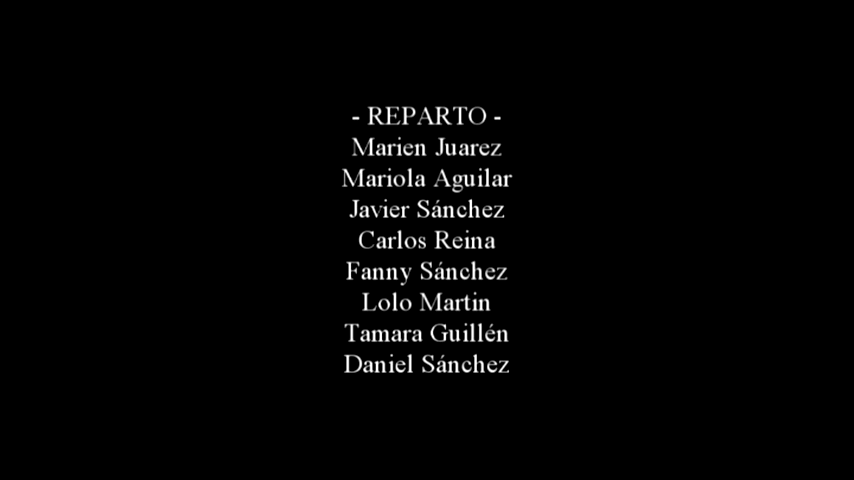 - REPARTO -
Marien Juarez
Mariola Aguilar
Javier Sánchez
Carlos Reina
Fanny Sánchez
Lolo Martin
Tamara Guillén
Daniel Sánchez